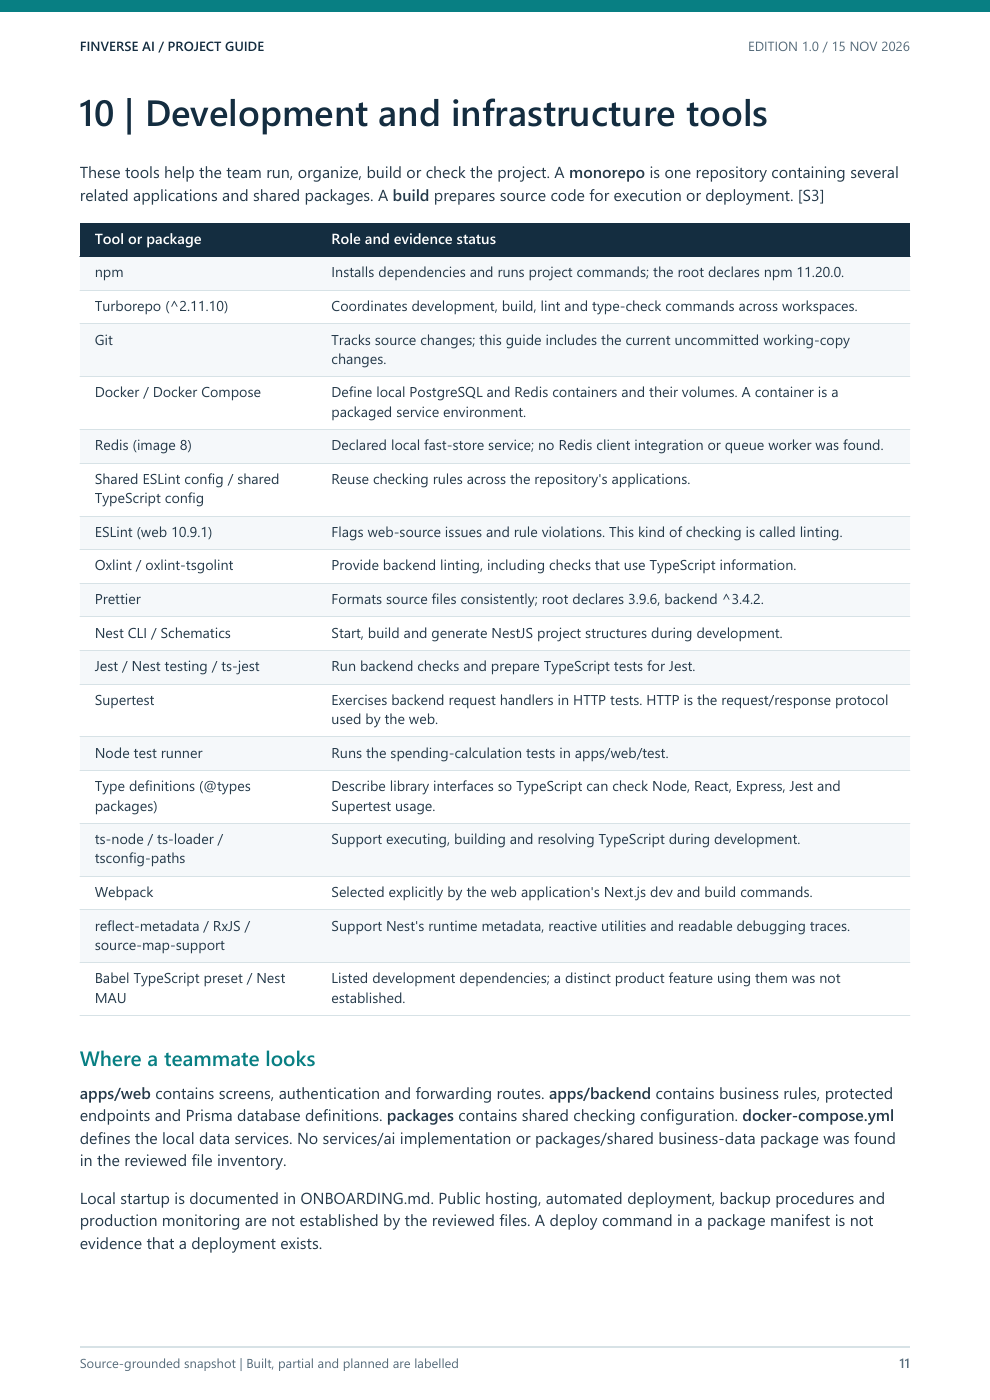 FINVERSE AI / PROJECT GUIDE
EDITION 1.0 / 15 NOV 2026
10 | Development and infrastructure tools
These tools help the team run, organize, build or check the project. A monorepo is one repository containing several
related applications and shared packages. A build prepares source code for execution or deployment. [S3]
Tool or package
Role and evidence status
npm
Installs dependencies and runs project commands; the root declares npm 11.20.0.
Turborepo (^2.11.10)
Coordinates development, build, lint and type-check commands across workspaces.
Git
Tracks source changes; this guide includes the current uncommitted working-copy
changes.
Docker / Docker Compose
Define local PostgreSQL and Redis containers and their volumes. A container is a
packaged service environment.
Redis (image 8)
Declared local fast-store service; no Redis client integration or queue worker was found.
Shared ESLint config / shared
TypeScript config
Reuse checking rules across the repository's applications.
ESLint (web 10.9.1)
Flags web-source issues and rule violations. This kind of checking is called linting.
Oxlint / oxlint-tsgolint
Provide backend linting, including checks that use TypeScript information.
Prettier
Formats source files consistently; root declares 3.9.6, backend ^3.4.2.
Nest CLI / Schematics
Start, build and generate NestJS project structures during development.
Jest / Nest testing / ts-jest
Run backend checks and prepare TypeScript tests for Jest.
Supertest
Exercises backend request handlers in HTTP tests. HTTP is the request/response protocol
used by the web.
Node test runner
Runs the spending-calculation tests in apps/web/test.
Type definitions (@types
packages)
Describe library interfaces so TypeScript can check Node, React, Express, Jest and
Supertest usage.
ts-node / ts-loader /
tsconfig-paths
Support executing, building and resolving TypeScript during development.
Webpack
Selected explicitly by the web application's Next.js dev and build commands.
reflect-metadata / RxJS /
source-map-support
Support Nest's runtime metadata, reactive utilities and readable debugging traces.
Babel TypeScript preset / Nest
MAU
Listed development dependencies; a distinct product feature using them was not
established.
Where a teammate looks
apps/web contains screens, authentication and forwarding routes. apps/backend contains business rules, protected
endpoints and Prisma database definitions. packages contains shared checking configuration. docker-compose.yml
defines the local data services. No services/ai implementation or packages/shared business-data package was found
in the reviewed file inventory.
Local startup is documented in ONBOARDING.md. Public hosting, automated deployment, backup procedures and
production monitoring are not established by the reviewed files. A deploy command in a package manifest is not
evidence that a deployment exists.
Source-grounded snapshot | Built, partial and planned are labelled
11